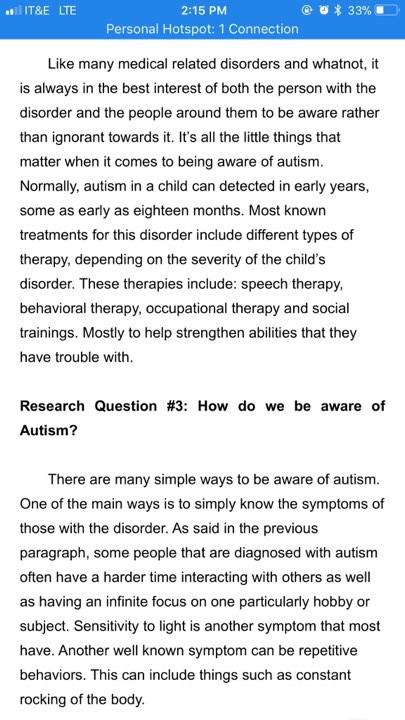 IT&E LTE 2:15 PM 33%
Personal Hotspot: 1 Connection
Like many medical related disorders and whatnot, it
is always in the best interest of both the person with the
disorder and the people around them to be aware rather
than ignorant towards it. It's all the little things that
matter when it comes to being aware of autism.
Normally, autism in a child can detected in early years,
some as early as eighteen months. Most known
treatments for this disorder include different types of
therapy, depending on the severity of the child's
disorder. These therapies include: speech therapy,
behavioral therapy, occupational therapy and social
trainings. Mostly to help strengthen abilities that they
have trouble with.
Research Question #3: How do we be aware of
Autism?
There are many simple ways to be aware of autism.
One of the main ways is to simply know the symptoms of
those with the disorder. As said in the previous
paragraph, some people that are diagnosed with autism
often have a harder time interacting with others as well
as having an infinite focus on one particularly hobby or
subject. Sensitivity to light is another symptom that most
have. Another well known symptom can be repetitive
behaviors. This can include things such as constant
rocking of the body.